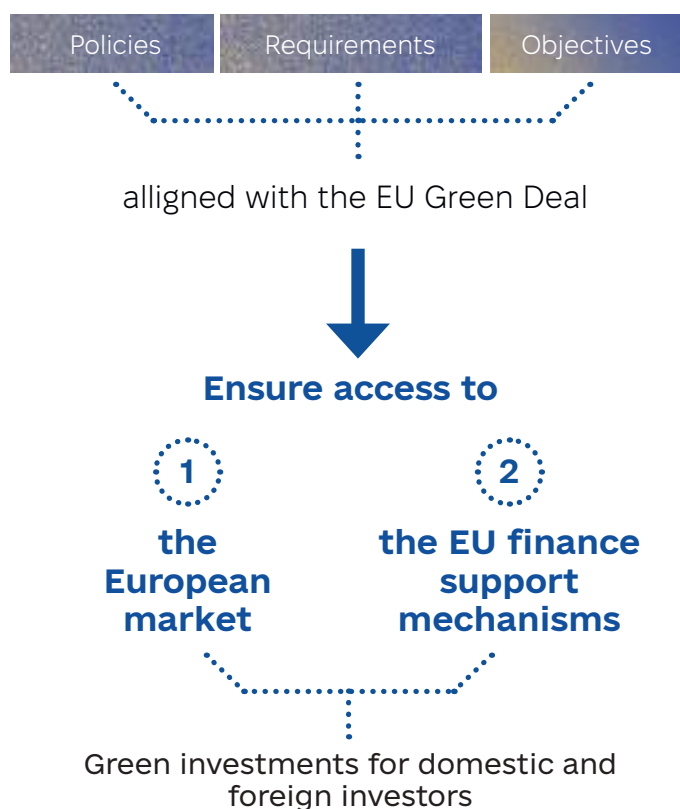 Policies
Requirements
Objectives
alligned with the EU Green Deal
Ensure access to
1
the
European
market
2
the EU finance
support
mechanisms
Green investments for domestic and
foreign investors